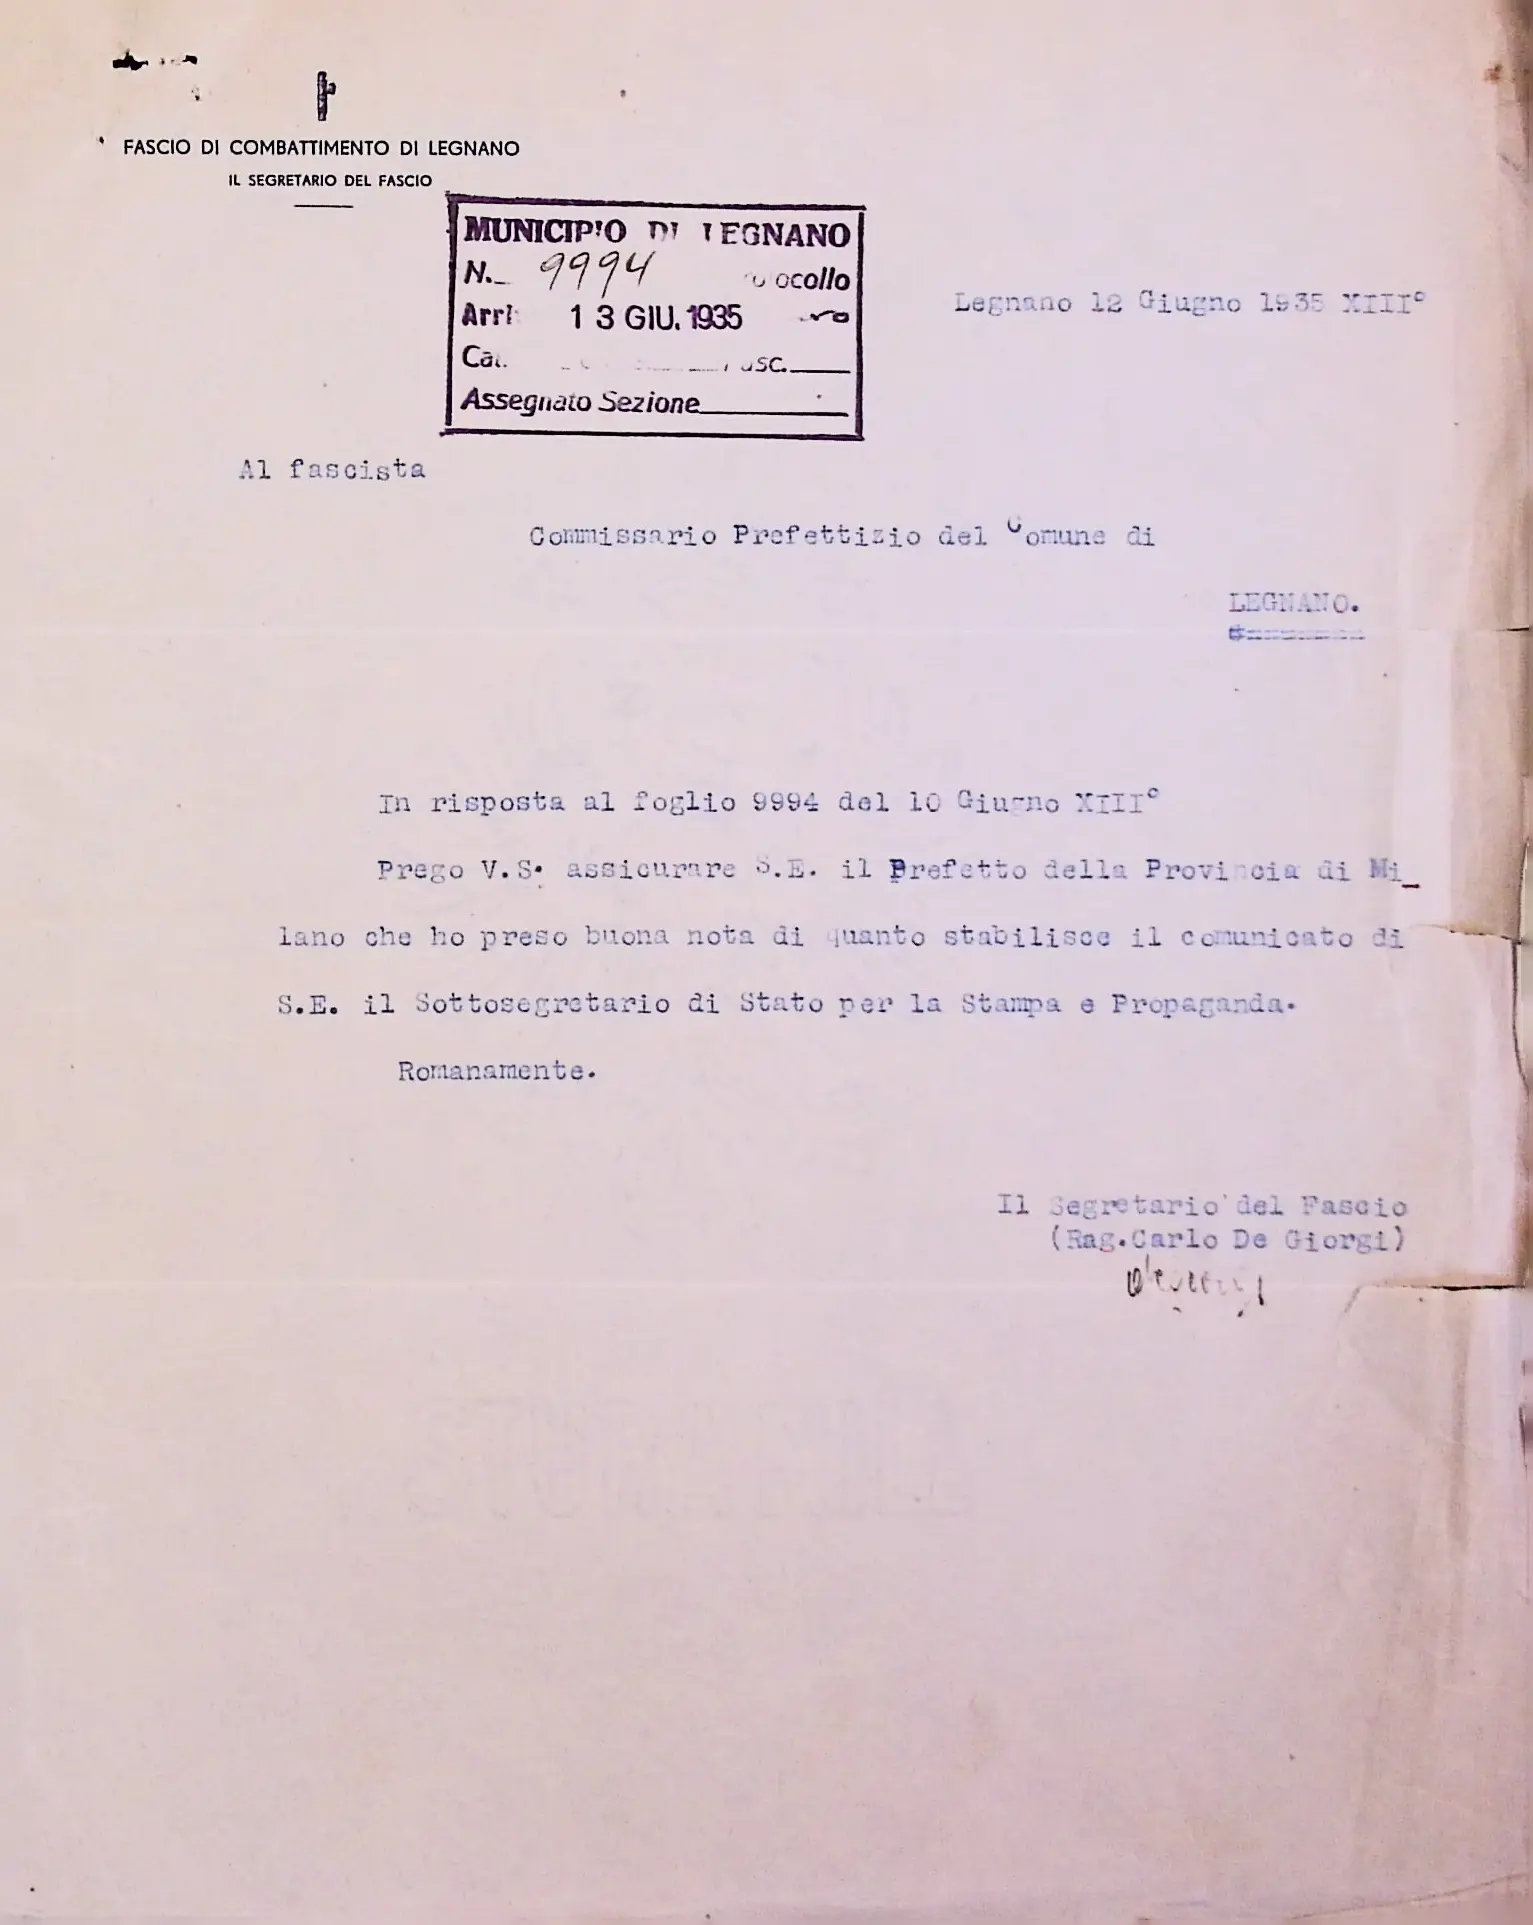 FASCIO DI COMBATTIMENTO DI LEGNANO
IL SEGRETARIO DEL FASCIO
MUNICIPIO DI LEGNANO
N. 9994
13 GIU. 1935
Assegnato Sezione
Legnano 12 Giugno 1935 XIII°
Al fascista
Commissario Prefettizio del Comune di
LEGNANO.
In risposta al foglio 9994 del 10 Giugno XIII°
Prego V.S. assicurare S.E. il Prefetto della Provincia di Mi_
lano che ho preso buona nota di quanto stabilisce il comunicato di
S.E. il Sottosegretario di Stato per la Stampa e Propaganda.
Romanamente.
Il Segretario del Fascio
(Rag.Carlo De Giorgi)